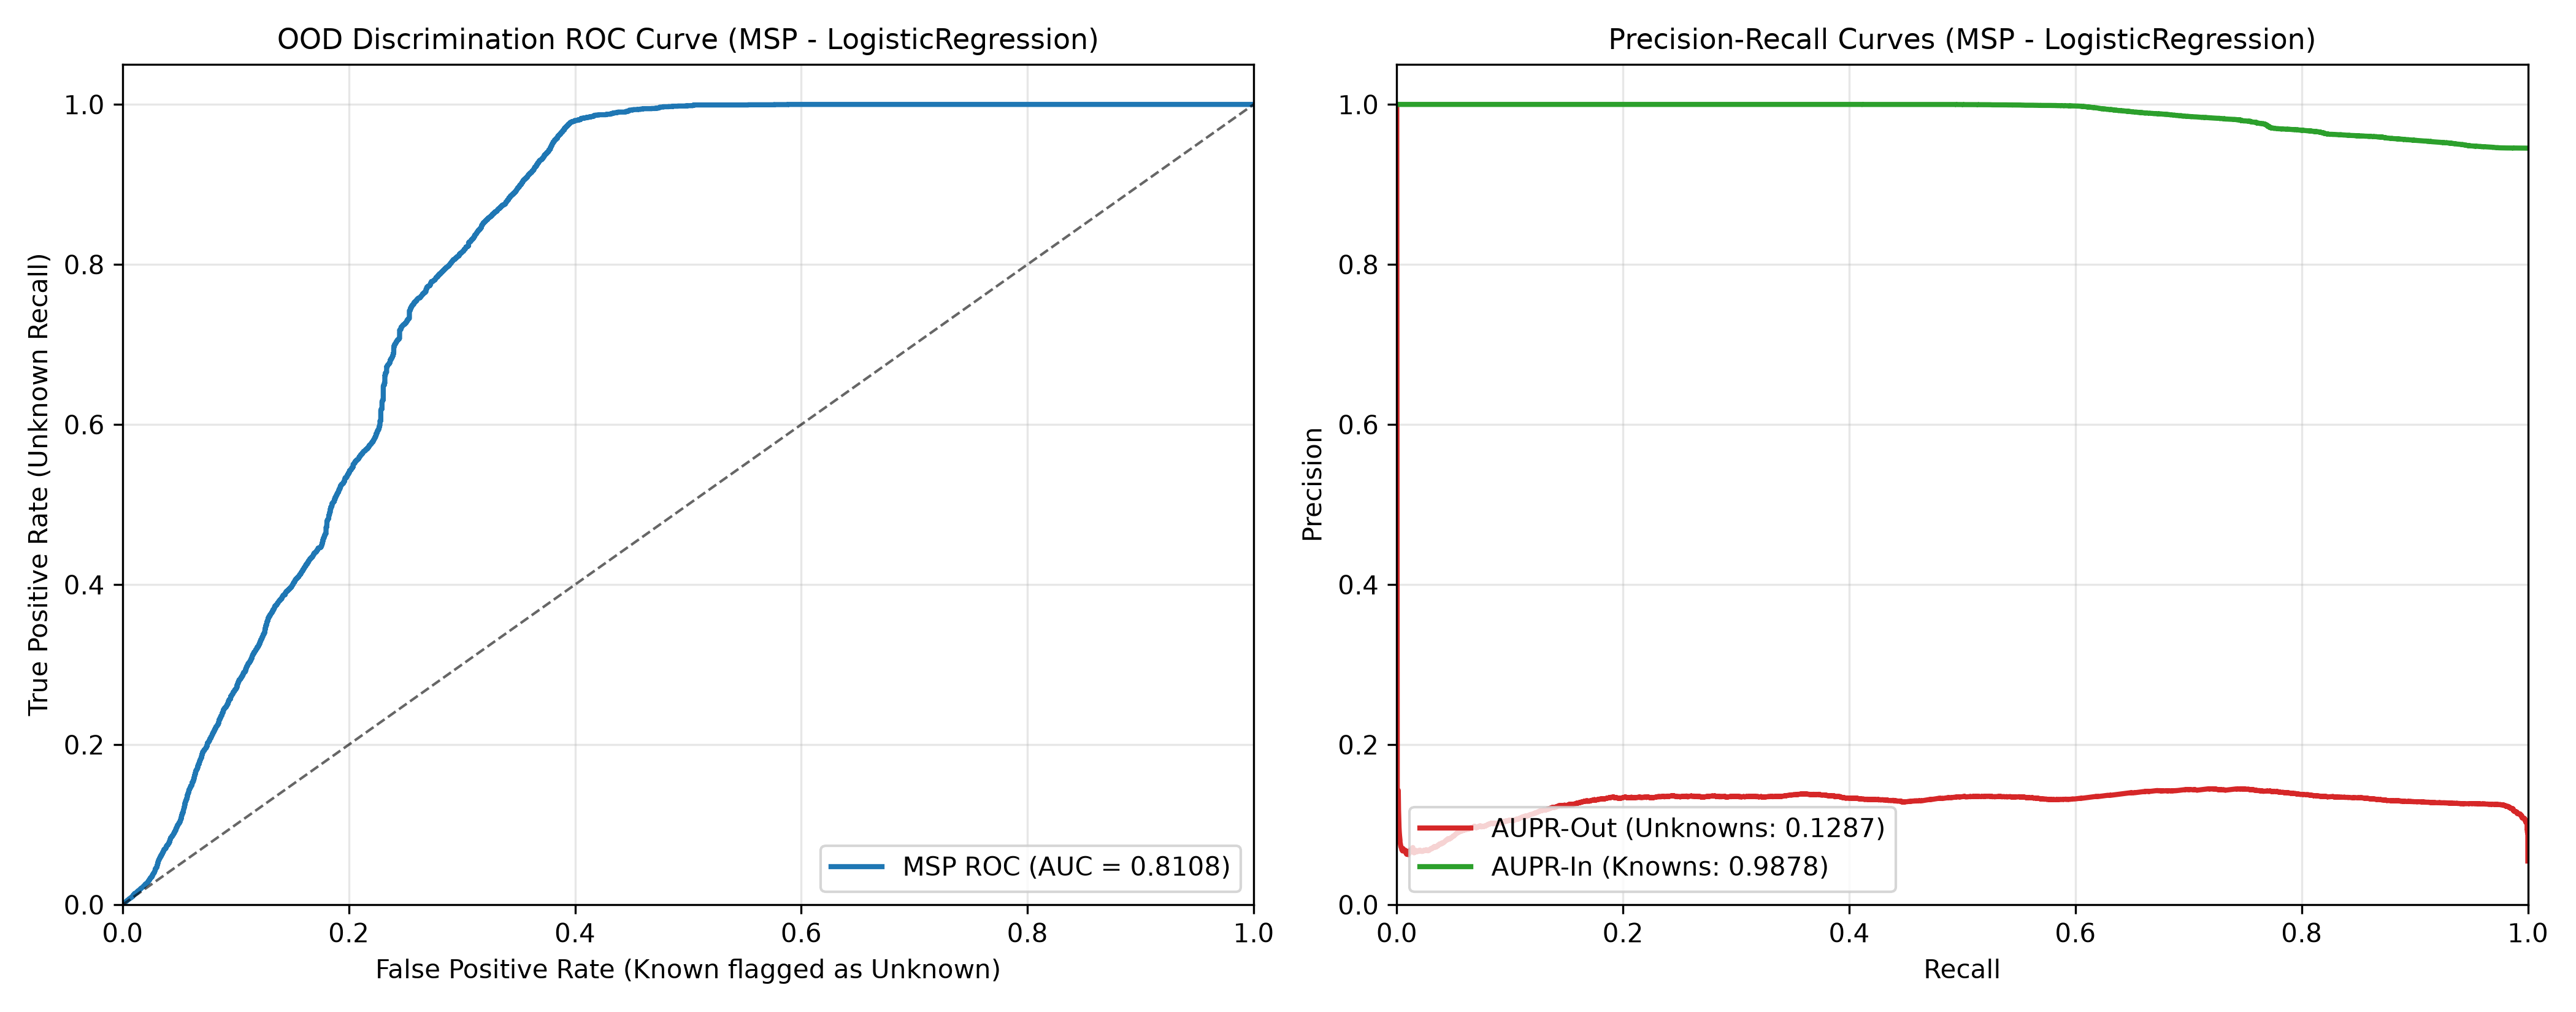 OOD Discrimination ROC Curve (MSP - LogisticRegression)
True Positive Rate (Unknown Recall)
1.0
0.8
0.6
0.4
0.2
0.0
0.0 0.2 0.4 0.6 0.8 1.0
False Positive Rate (Known flagged as Unknown)
MSP ROC (AUC = 0.8108)
Precision-Recall Curves (MSP - LogisticRegression)
Precision
1.0
0.8
0.6
0.4
0.2
0.0
0.0 0.2 0.4 0.6 0.8 1.0
Recall
AUPR-Out (Unknowns: 0.1287)
AUPR-In (Knowns: 0.9878)